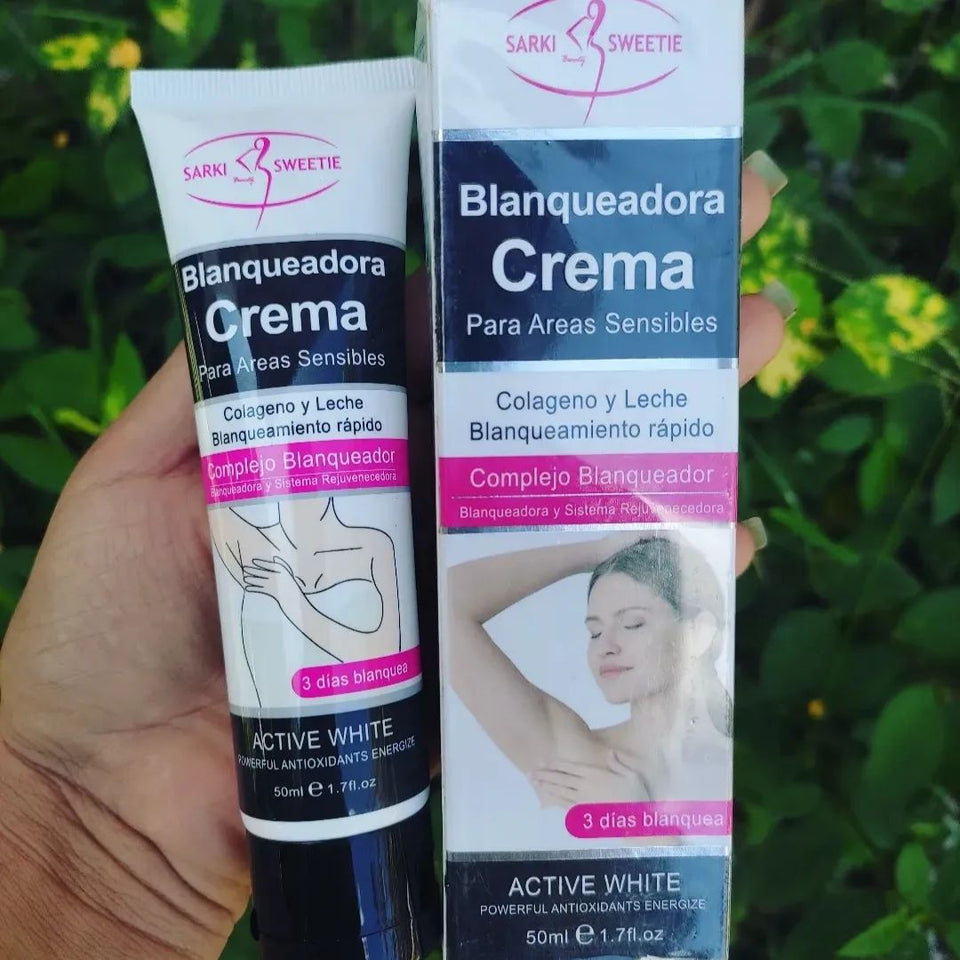 SARKI SWEETIE
Beauty
Blanqueadora
Crema
Para Areas Sensibles
Colageno y Leche
Blanqueamiento rápido
Complejo Blanqueador
Blanqueadora y Sistema Rejuvenecedora
3 días blanquea
ACTIVE WHITE
POWERFUL ANTIOXIDANTS ENERGIZE
50ml e 1.7fl.oz
SARKI SWEETIE
Beauty
Blanqueadora
Crema
Para Areas Sensibles
Colageno y Leche
Blanqueamiento rápido
Complejo Blanqueador
Blanqueadora y Sistema Rejuvenecedora
3 días blanquea
ACTIVE WHITE
POWERFUL ANTIOXIDANTS ENERGIZE
50ml e 1.7fl.oz